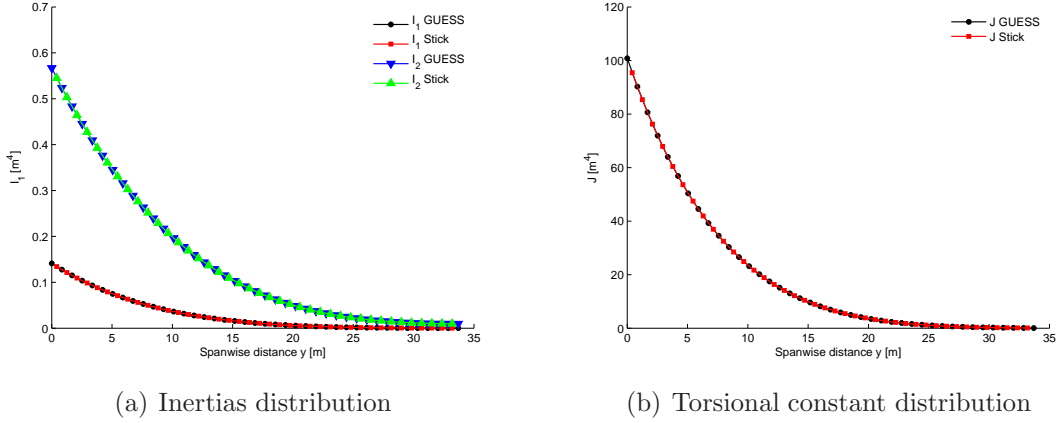 0.7
0.6
0.5
0.4
0.3
0.2
0.1
0
0 5 10 15 20 25 30 35
I₁ [m⁴]
Spanwise distance y [m]
I₁ GUESS
I₁ Stick
I₂ GUESS
I₂ Stick
(a) Inertias distribution
120
100
80
60
40
20
0
0 5 10 15 20 25 30 35
J [m⁴]
Spanwise distance y [m]
J GUESS
J Stick
(b) Torsional constant distribution